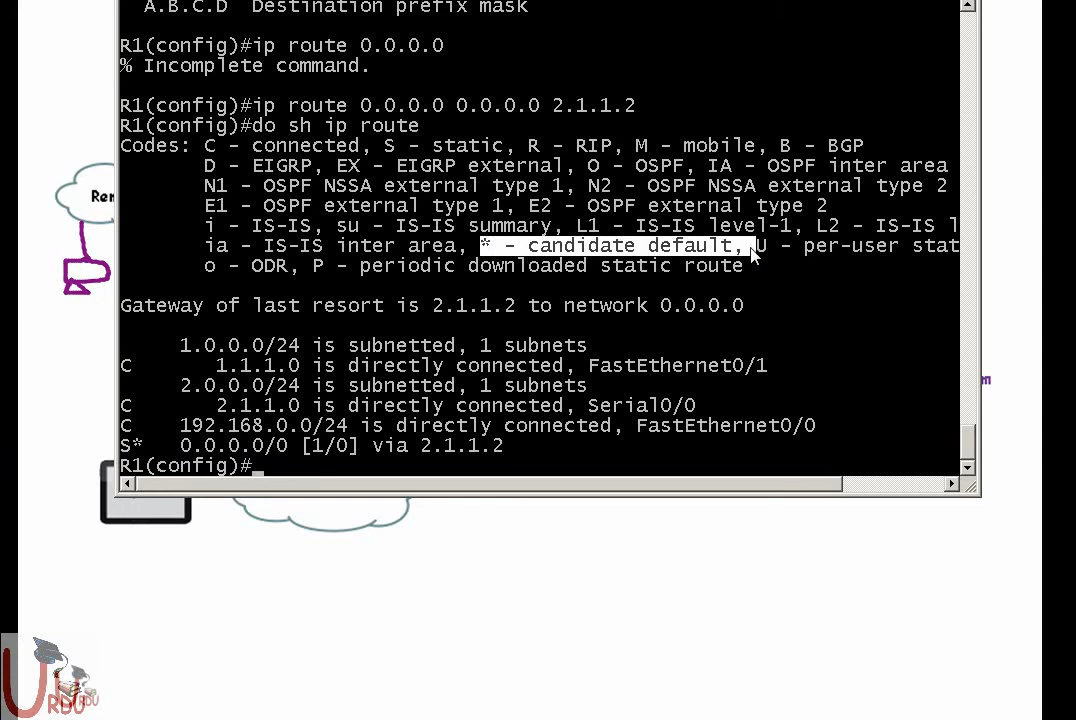 A.B.C.D  Destination prefix mask
R1(config)#ip route 0.0.0.0
% Incomplete command.
R1(config)#ip route 0.0.0.0 0.0.0.0 2.1.1.2
R1(config)#do sh ip route
Codes: C - connected, S - static, R - RIP, M - mobile, B - BGP
D - EIGRP, EX - EIGRP external, O - OSPF, IA - OSPF inter area
N1 - OSPF NSSA external type 1, N2 - OSPF NSSA external type 2
E1 - OSPF external type 1, E2 - OSPF external type 2
i - IS-IS, su - IS-IS summary, L1 - IS-IS level-1, L2 - IS-IS l
ia - IS-IS inter area, * - candidate default, U - per-user stat
o - ODR, P - periodic downloaded static route
Gateway of last resort is 2.1.1.2 to network 0.0.0.0
1.0.0.0/24 is subnetted, 1 subnets
C 1.1.1.0 is directly connected, FastEthernet0/1
2.0.0.0/24 is subnetted, 1 subnets
C 2.1.1.0 is directly connected, Serial0/0
C 192.168.0.0/24 is directly connected, FastEthernet0/0
S* 0.0.0.0/0 [1/0] via 2.1.1.2
R1(config)#
Rem
m
URDU